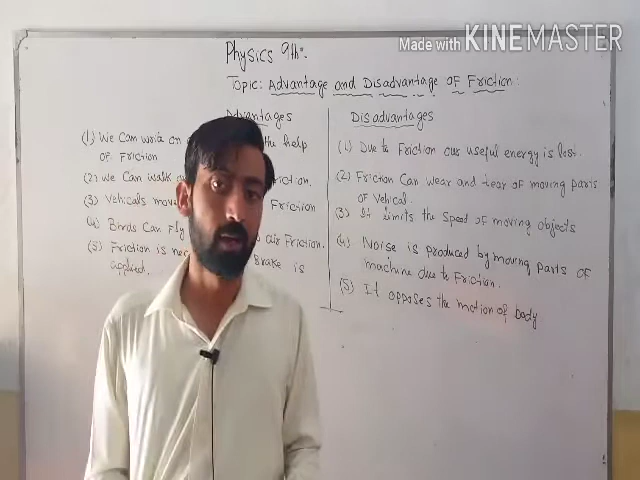 Physics 9th.
Made with KINEMASTER
Topic: Advantage and Disadvantage of Friction:
Advantages
(1) We Can write on the help
of Friction
(2) We Can walk Friction.
(3) Vehicals move Friction
(4) Birds Can Fly air Friction.
(5) Friction is Brake is
applied.
Disadvantages
(1) Due to Friction our useful energy is lost.
(2) Friction Can wear and tear of moving parts
of Vehical.
(3) It limits the Speed of moving objects
(4) Noise is produced by moving parts of
machine due to Friction.
(5) It opposes the motion of body